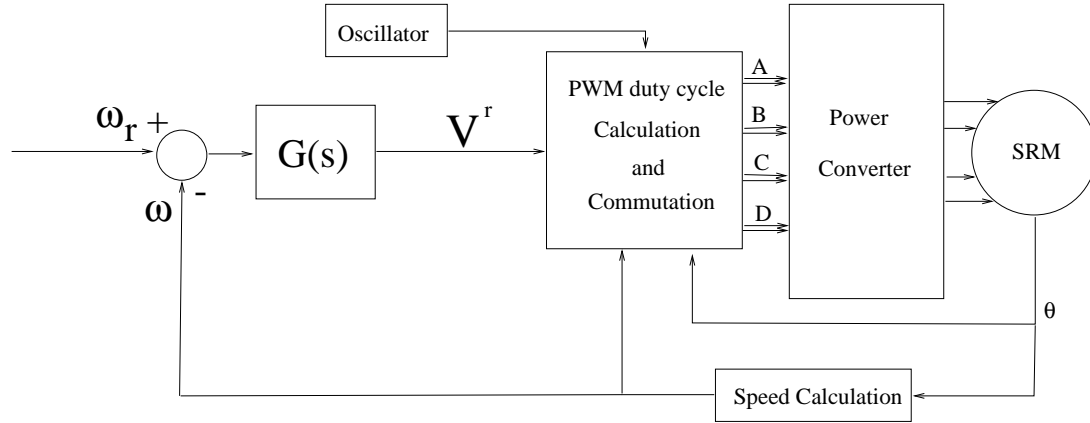 Oscillator
A
PWM duty cycle
ω_r +
V^r
B
Power
Calculation
G(s)
SRM
C
and
Converter
ω
-
Commutation
D
θ
Speed Calculation